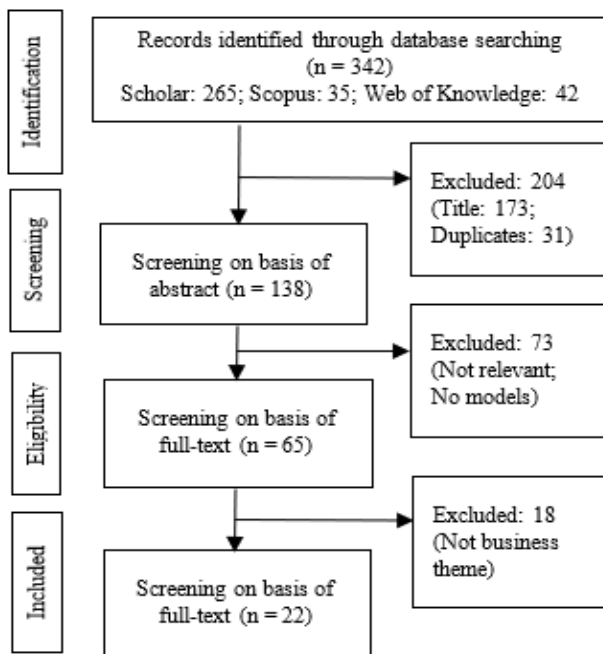 Identification
Records identified through database searching
(n = 342)
Scholar: 265; Scopus: 35; Web of Knowledge: 42
Excluded: 204
(Title: 173;
Duplicates: 31)
Screening
Screening on basis of
abstract (n = 138)
Excluded: 73
(Not relevant;
No models)
Eligibility
Screening on basis of
full-text (n = 65)
Excluded: 18
(Not business
theme)
Included
Screening on basis of
full-text (n = 22)